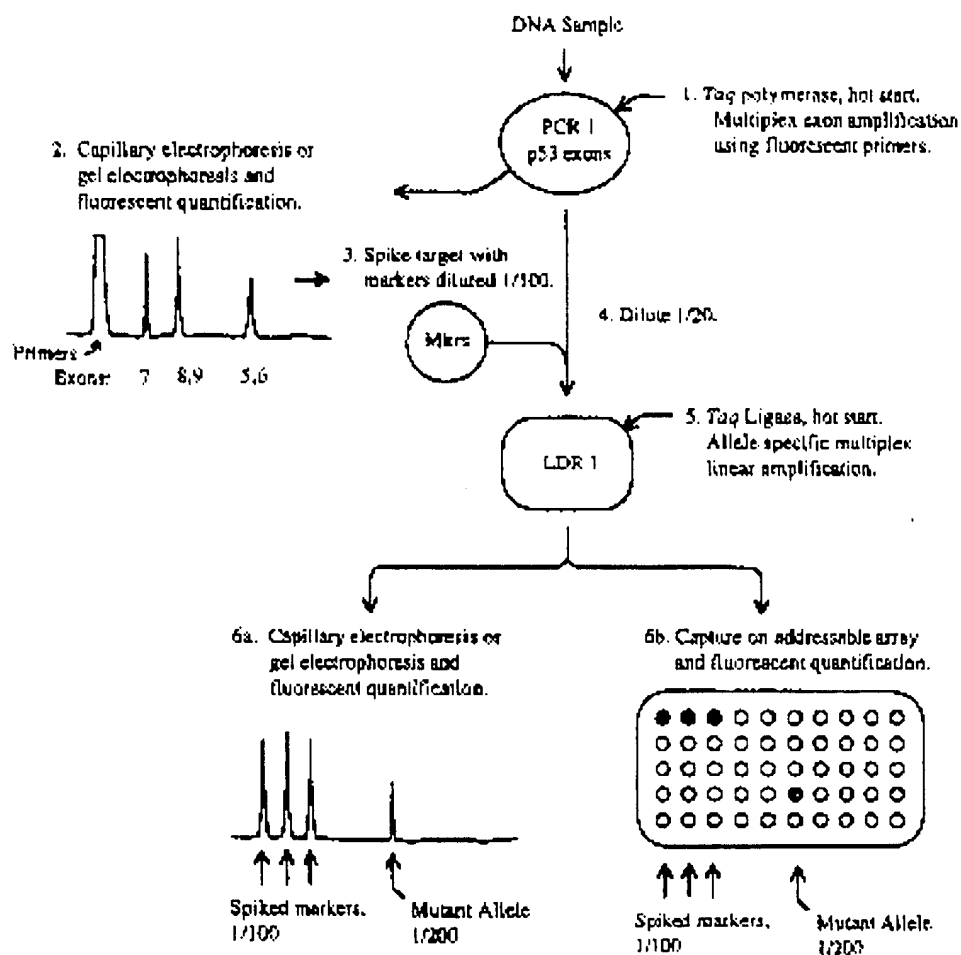 DNA Sample
PCR 1
p53 exons
1. Taq polymerase, hot start.
Multiplex exon amplification
using fluorescent primers.
2. Capillary electrophoresis or
gel electrophoresis and
fluorescent quantification.
3. Spike target with
markers diluted 1/100.
Mkrs
4. Dilute 1/20.
Primers
Exons: 7 8,9 5,6
LDR 1
5. Taq Ligase, hot start.
Allele specific multiplex
linear amplification.
6a. Capillary electrophoresis or
gel electrophoresis and
fluorescent quantification.
6b. Capture on addressable array
and fluorescent quantification.
Spiked markers,
1/100
Mutant Allele
1/200
Spiked markers,
1/100
Mutant Allele
1/200